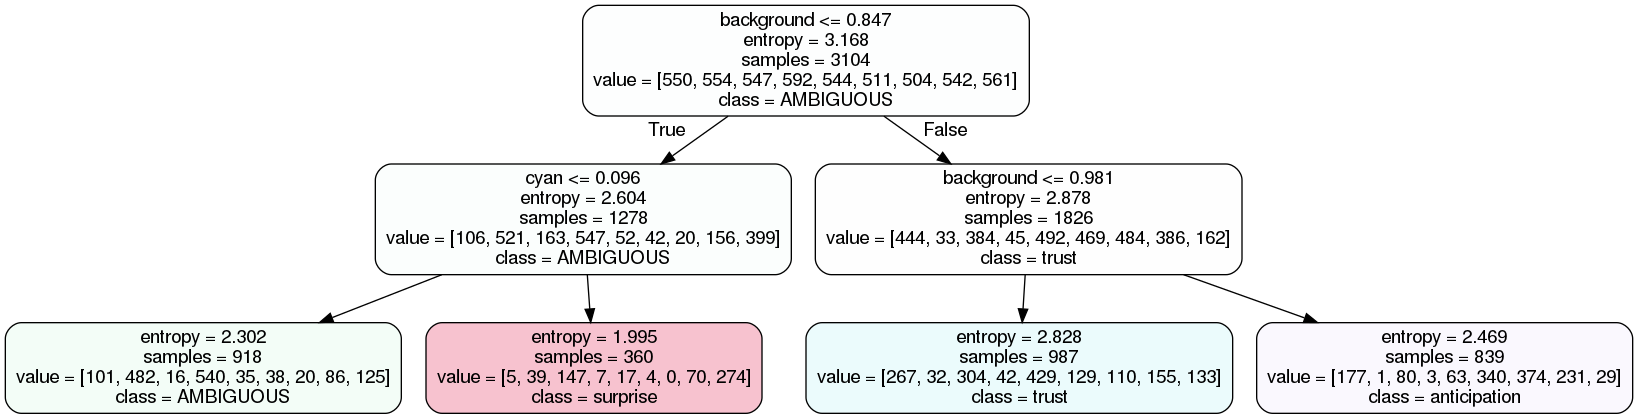 background <= 0.847
entropy = 3.168
samples = 3104
value = [550, 554, 547, 592, 544, 511, 504, 542, 561]
class = AMBIGUOUS
True
False
cyan <= 0.096
entropy = 2.604
samples = 1278
value = [106, 521, 163, 547, 52, 42, 20, 156, 399]
class = AMBIGUOUS
background <= 0.981
entropy = 2.878
samples = 1826
value = [444, 33, 384, 45, 492, 469, 484, 386, 162]
class = trust
entropy = 2.302
samples = 918
value = [101, 482, 16, 540, 35, 38, 20, 86, 125]
class = AMBIGUOUS
entropy = 1.995
samples = 360
value = [5, 39, 147, 7, 17, 4, 0, 70, 274]
class = surprise
entropy = 2.828
samples = 987
value = [267, 32, 304, 42, 429, 129, 110, 155, 133]
class = trust
entropy = 2.469
samples = 839
value = [177, 1, 80, 3, 63, 340, 374, 231, 29]
class = anticipation